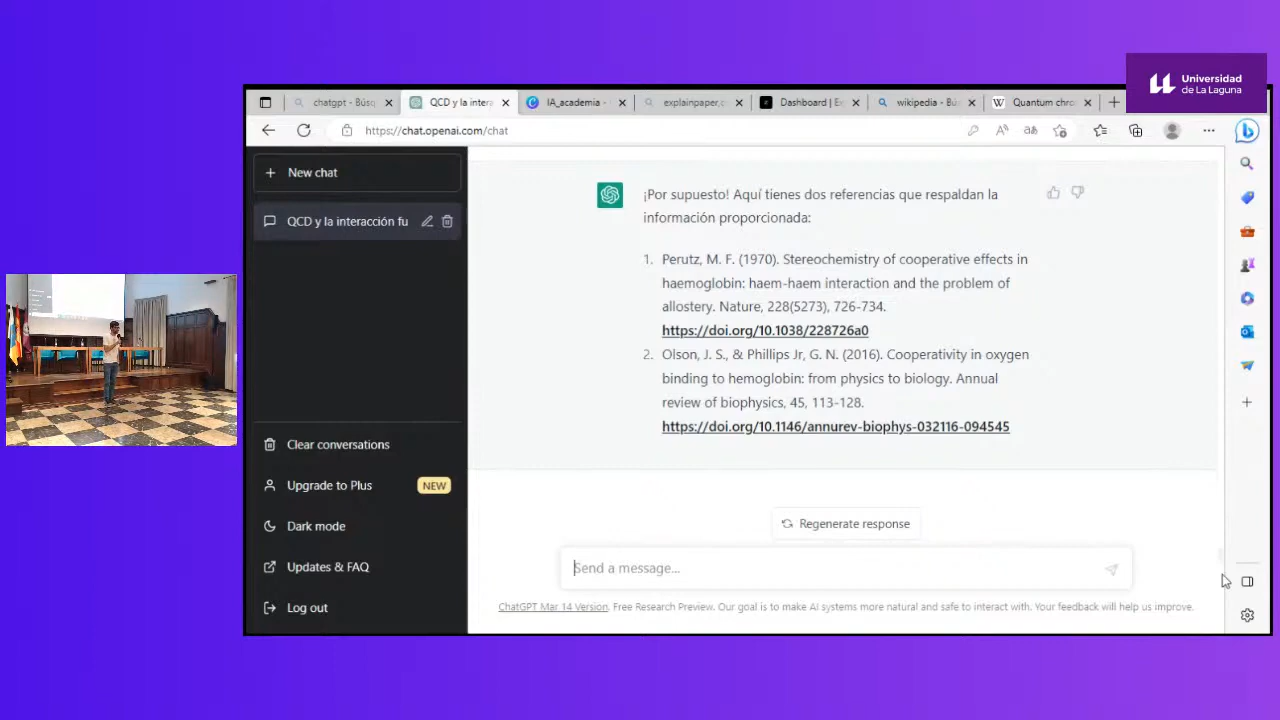 Universidad
de La Laguna
chatgpt - Búsq
QCD y la intera
IA_academia -
explainpaper.c
Dashboard | E
wikipedia - Bú
Quantum chro
https://chat.openai.com/chat
New chat
QCD y la interacción fu
Clear conversations
Upgrade to Plus NEW
Dark mode
Updates & FAQ
Log out
¡Por supuesto! Aquí tienes dos referencias que respaldan la
información proporcionada:
1. Perutz, M. F. (1970). Stereochemistry of cooperative effects in
haemoglobin: haem-haem interaction and the problem of
allostery. Nature, 228(5273), 726-734.
https://doi.org/10.1038/228726a0
2. Olson, J. S., & Phillips Jr, G. N. (2016). Cooperativity in oxygen
binding to hemoglobin: from physics to biology. Annual
review of biophysics, 45, 113-128.
https://doi.org/10.1146/annurev-biophys-032116-094545
Regenerate response
Send a message...
ChatGPT Mar 14 Version. Free Research Preview. Our goal is to make AI systems more natural and safe to interact with. Your feedback will help us improve.